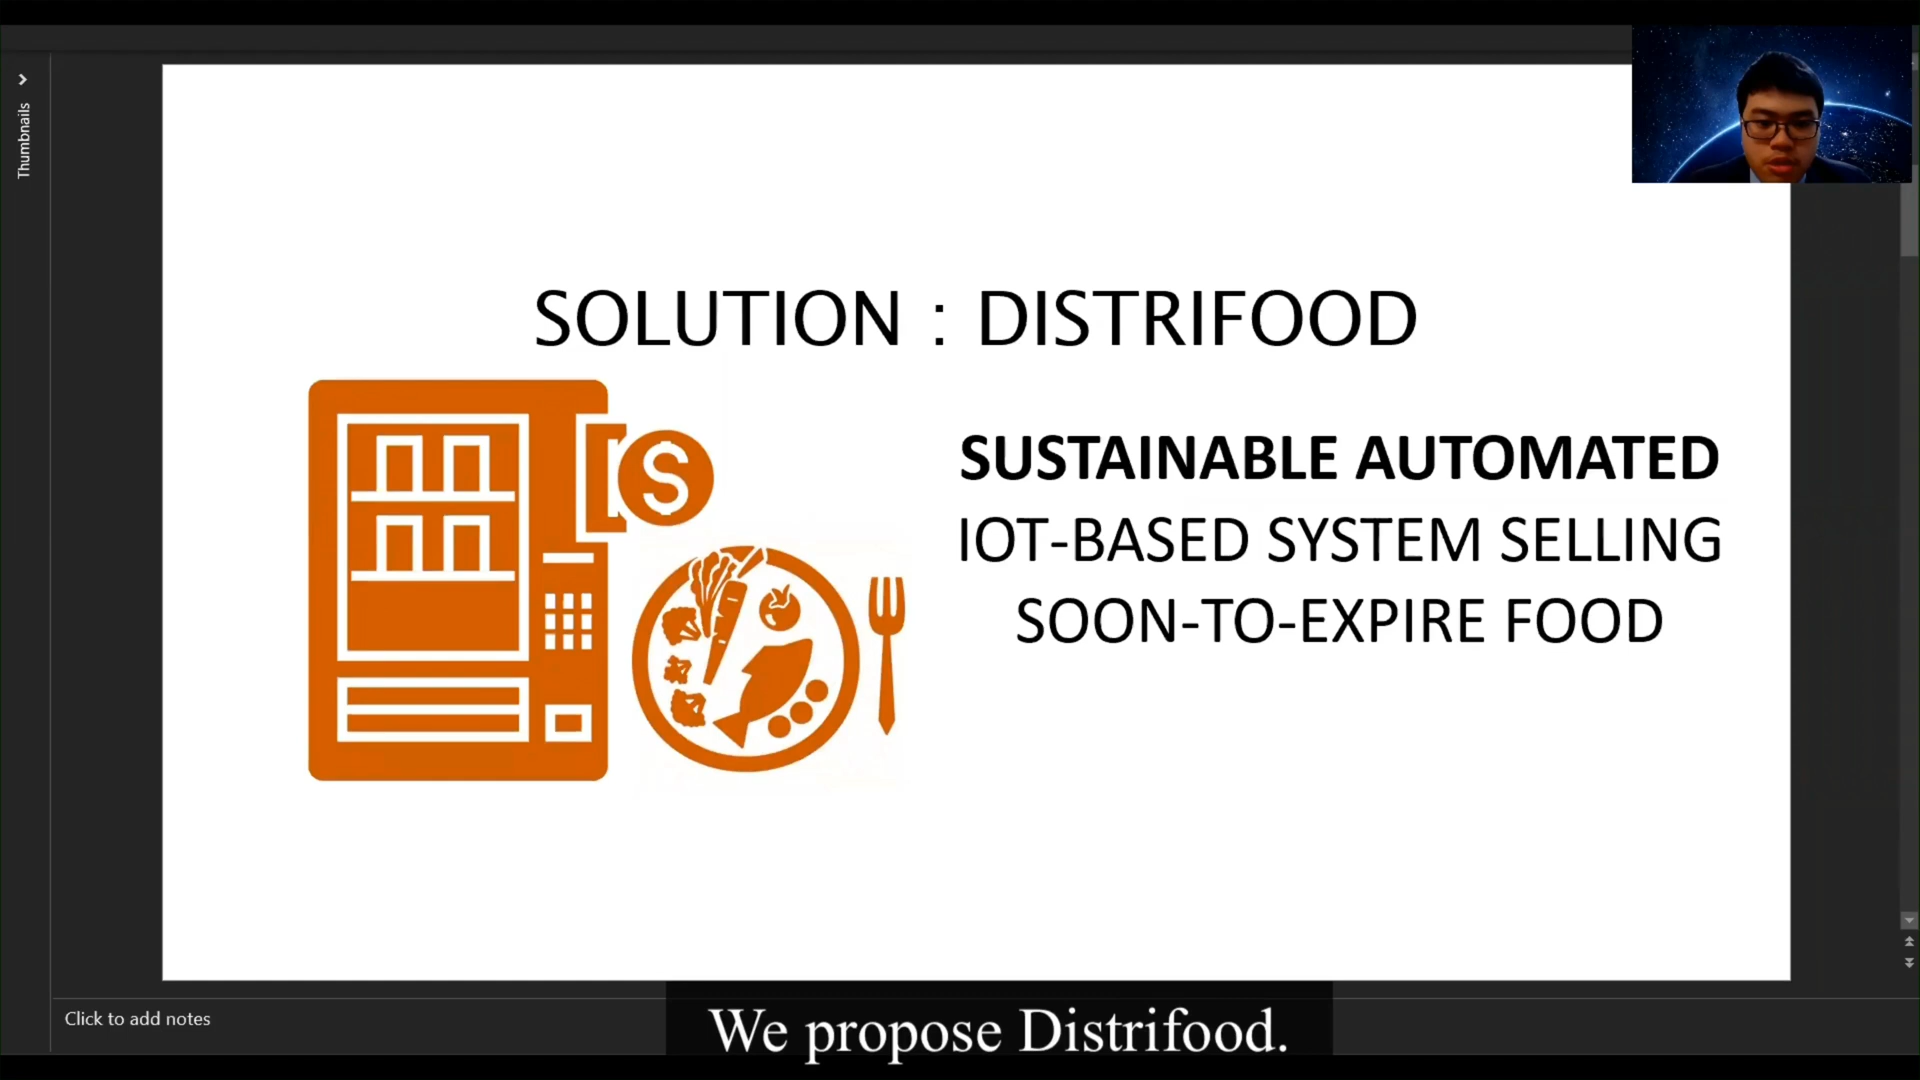 Thumbnails
SOLUTION : DISTRIFOOD
$
SUSTAINABLE AUTOMATED
IOT-BASED SYSTEM SELLING
SOON-TO-EXPIRE FOOD
Click to add notes
We propose Distrifood.